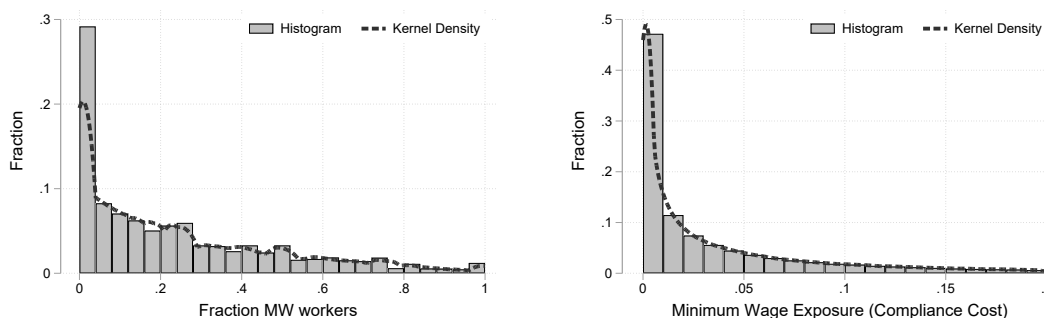 Histogram Kernel Density
.3
.2
.1
0
Fraction
0 .2 .4 .6 .8 1
Fraction MW workers
Histogram Kernel Density
.5
.4
.3
.2
.1
0
Fraction
0 .05 .1 .15
Minimum Wage Exposure (Compliance Cost)